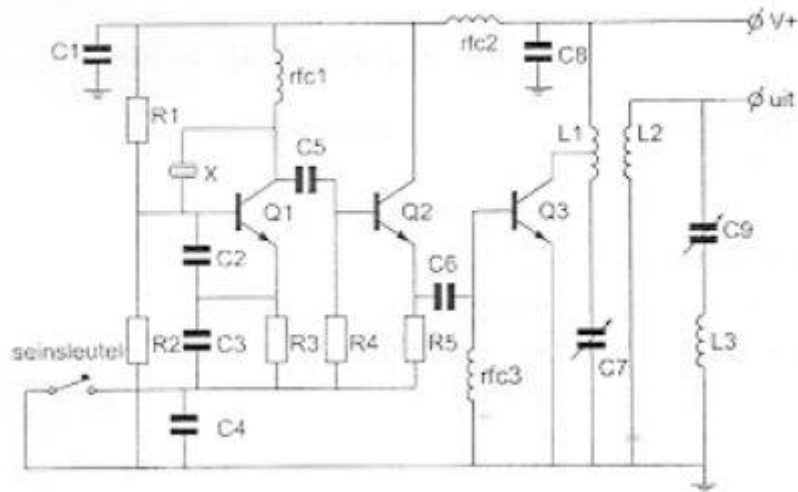 C1
rfc1
rfc2
C8
V+
uit
R1
X
C5
L1
L2
Q1
Q2
Q3
C9
C2
C6
seinsleutel
R2
C3
R3
R4
R5
rfc3
C7
L3
C4